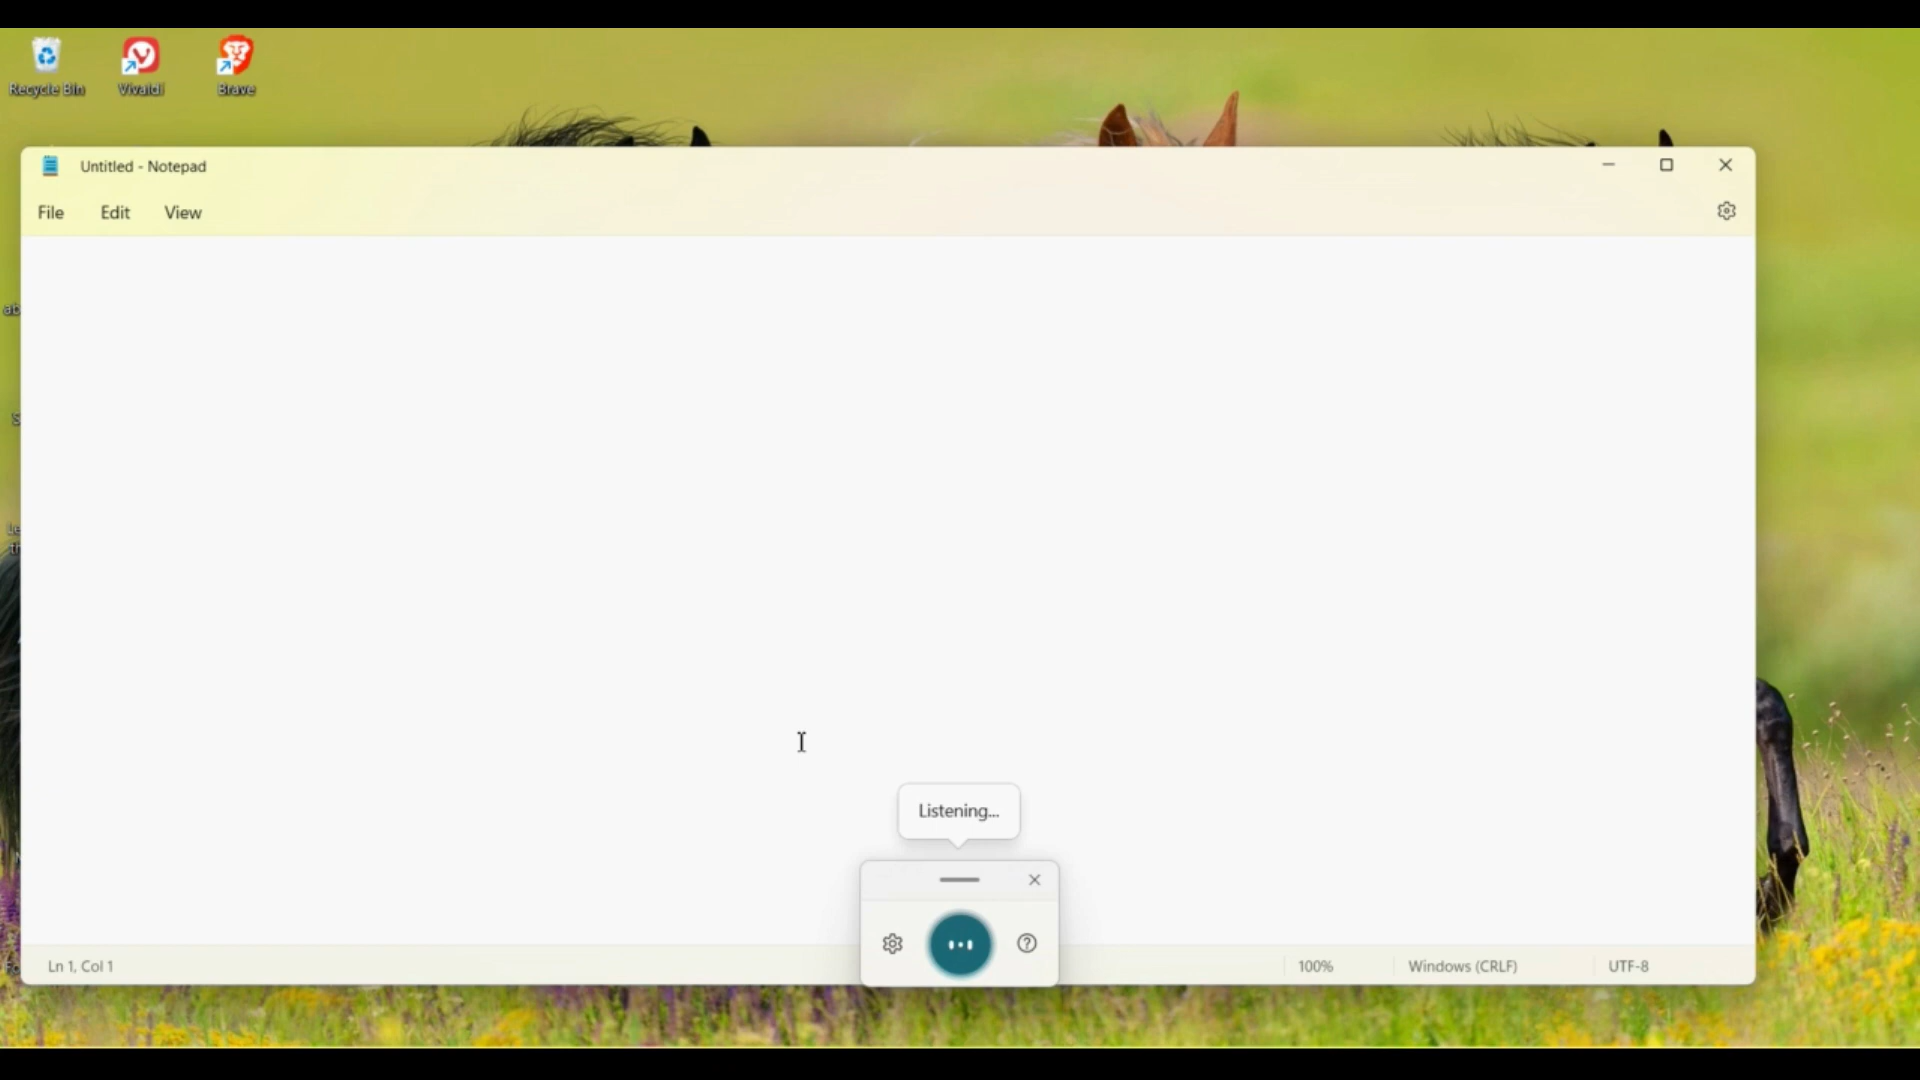 Recycle Bin
Vivaldi
Brave
Untitled - Notepad
File
Edit
View
Listening...
Ln 1, Col 1
100%
Windows (CRLF)
UTF-8